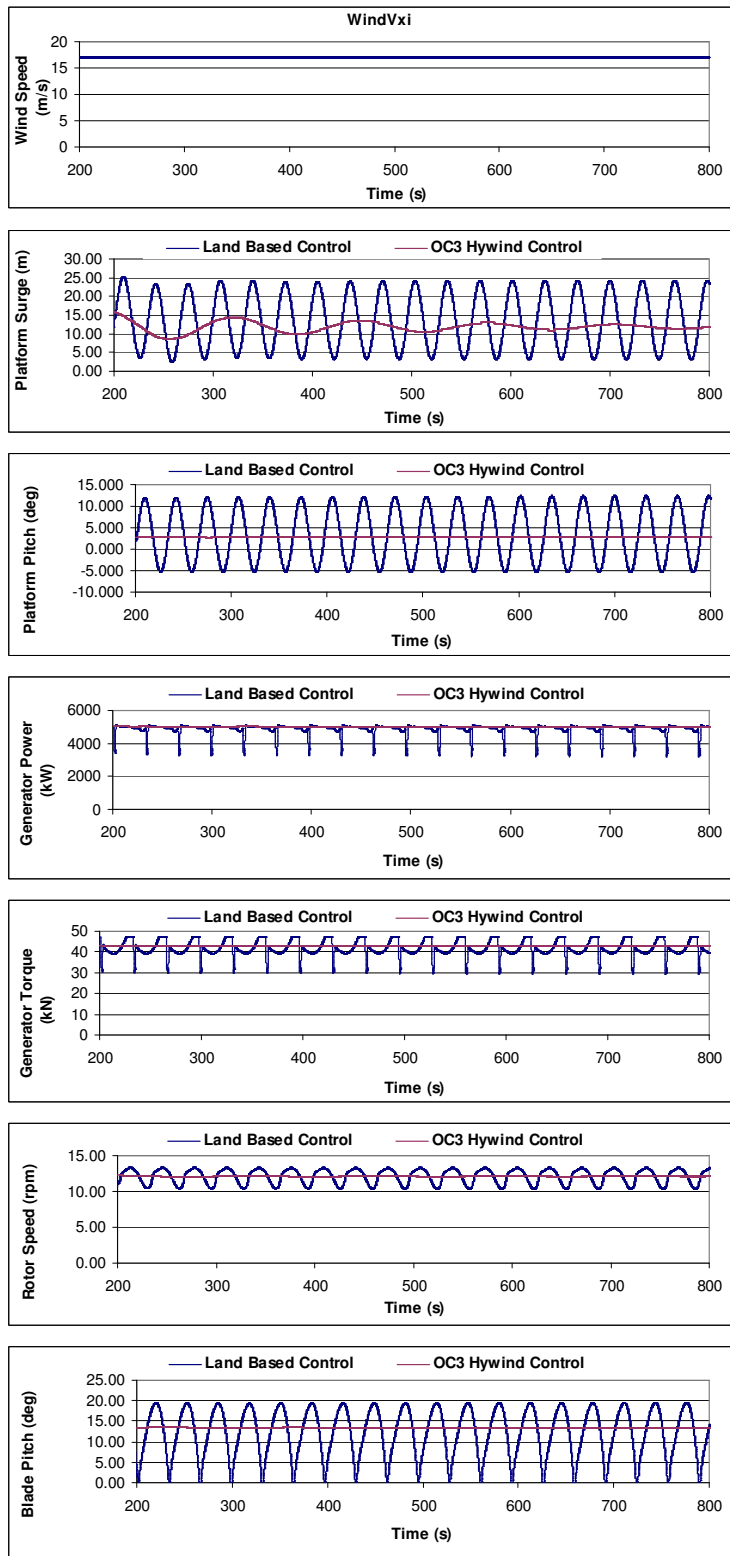 WindVxi
Wind Speed
(m/s)
20
15
10
5
0
200 300 400 500 600 700 800
Time (s)
Land Based Control OC3 Hywind Control
Platform Surge (m)
30.00
25.00
20.00
15.00
10.00
5.00
0.00
200 300 400 500 600 700 800
Time (s)
Land Based Control OC3 Hywind Control
Platform Pitch (deg)
15.000
10.000
5.000
0.000
-5.000
-10.000
200 300 400 500 600 700 800
Time (s)
Land Based Control OC3 Hywind Control
Generator Power
(kW)
6000
4000
2000
0
200 300 400 500 600 700 800
Time (s)
Land Based Control OC3 Hywind Control
Generator Torque
(kN)
50
40
30
20
10
0
200 300 400 500 600 700 800
Time (s)
Land Based Control OC3 Hywind Control
Rotor Speed (rpm)
15.00
10.00
5.00
0.00
200 300 400 500 600 700 800
Time (s)
Land Based Control OC3 Hywind Control
Blade Pitch (deg)
25.00
20.00
15.00
10.00
5.00
0.00
200 300 400 500 600 700 800
Time (s)